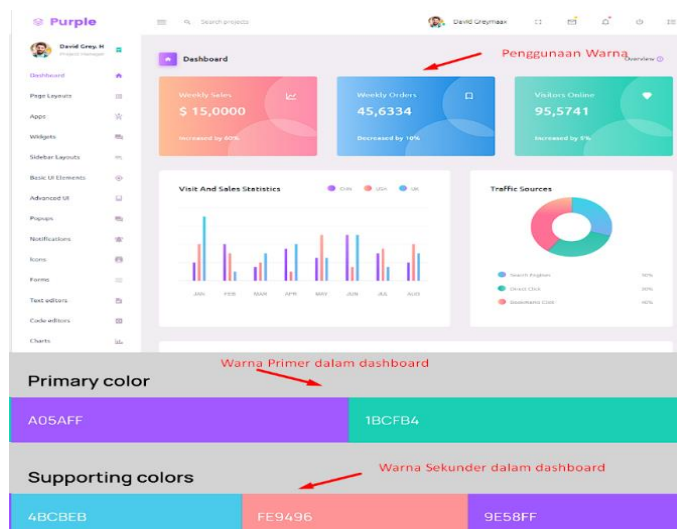 Purple
Search projects
David Greymaax
David Grey. H
Project Manager
Dashboard
Page Layouts
Apps
Widgets
Sidebar Layouts
Basic UI Elements
Advanced UI
Popups
Notifications
Icons
Forms
Text editors
Code editors
Charts
Dashboard
Penggunaan Warna
Overview
Weekly Sales
$ 15,0000
Increased by 60%
Weekly Orders
45,6334
Decreased by 10%
Visitors Online
95,5741
Increased by 5%
Visit And Sales Statistics
CHN USA UK
JAN FEB MAR APR MAY JUN JUL AUG
Traffic Sources
Search Engines 30%
Direct Click 30%
Bookmarks Click 40%
Warna Primer dalam dashboard
Primary color
A05AFF
1BCFB4
Warna Sekunder dalam dashboard
Supporting colors
4BCBEB
FE9496
9E58FF